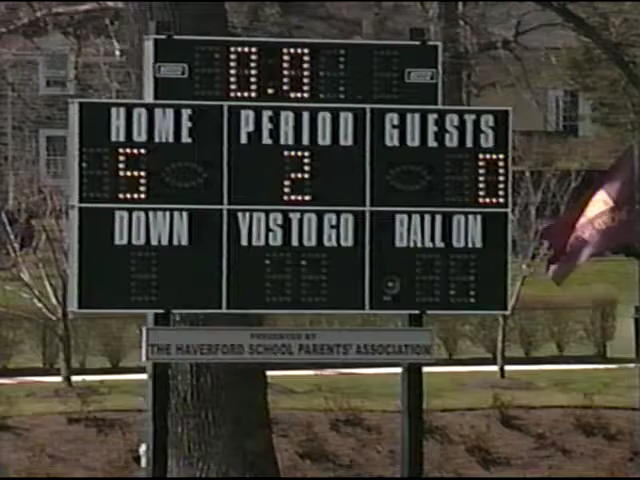 0.0
HOME PERIOD GUESTS
5 2 0
DOWN YDS TO GO BALL ON
PRESENTED BY
THE HAVERFORD SCHOOL PARENTS' ASSOCIATION